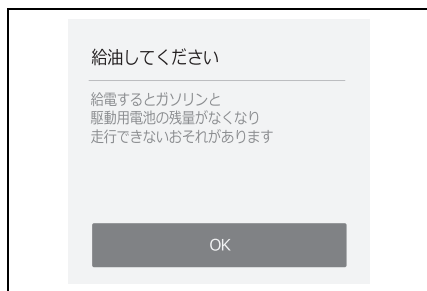 給油してください
給電するとガソリンと
駆動用電池の残量がなくなり
走行できないおそれがあります
OK